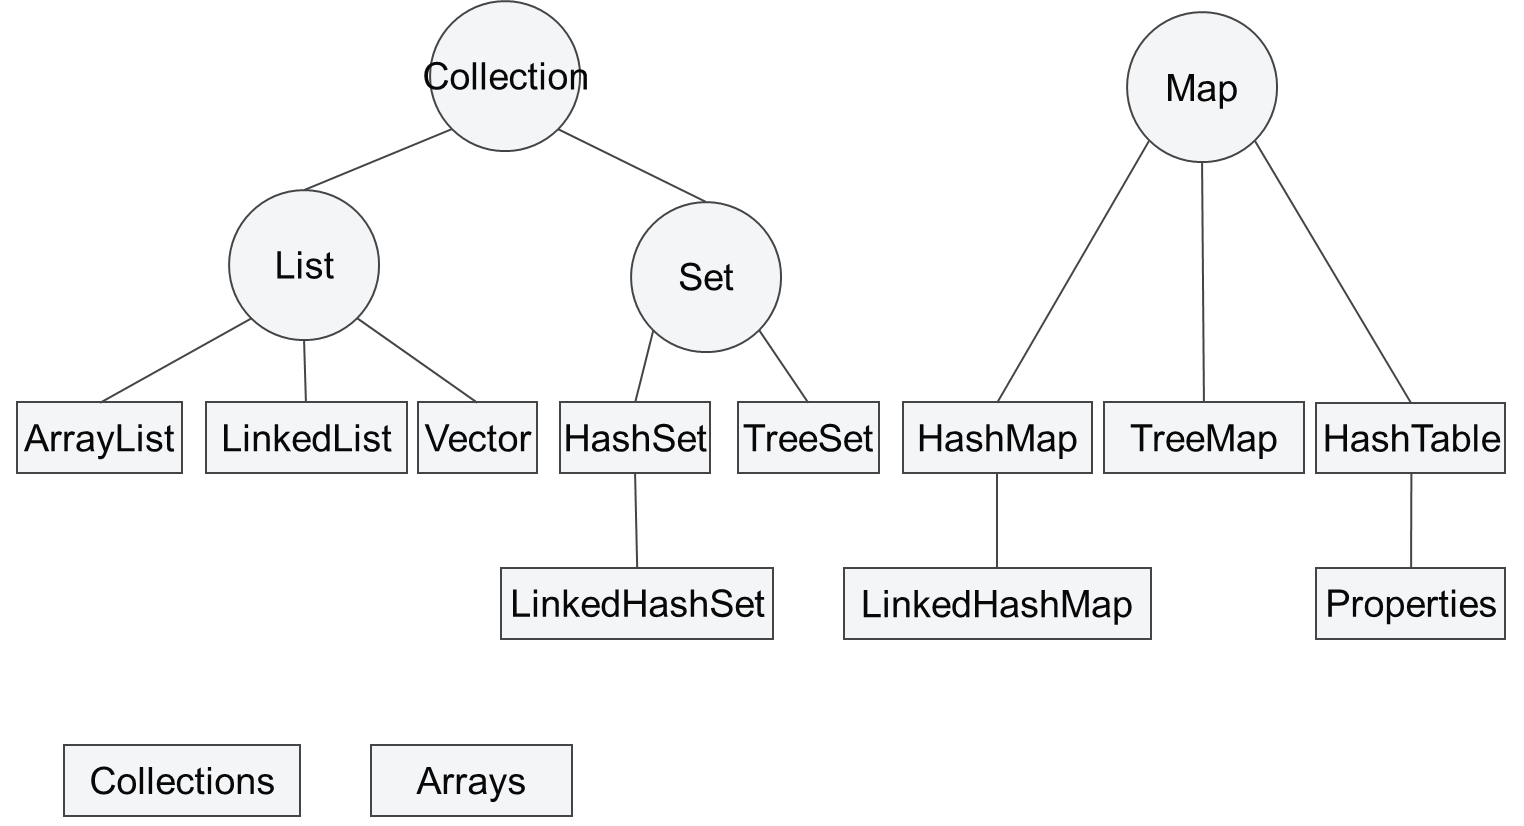 Collection
Map
List
Set
ArrayList
LinkedList
Vector
HashSet
TreeSet
HashMap
TreeMap
HashTable
LinkedHashSet
LinkedHashMap
Properties
Collections
Arrays